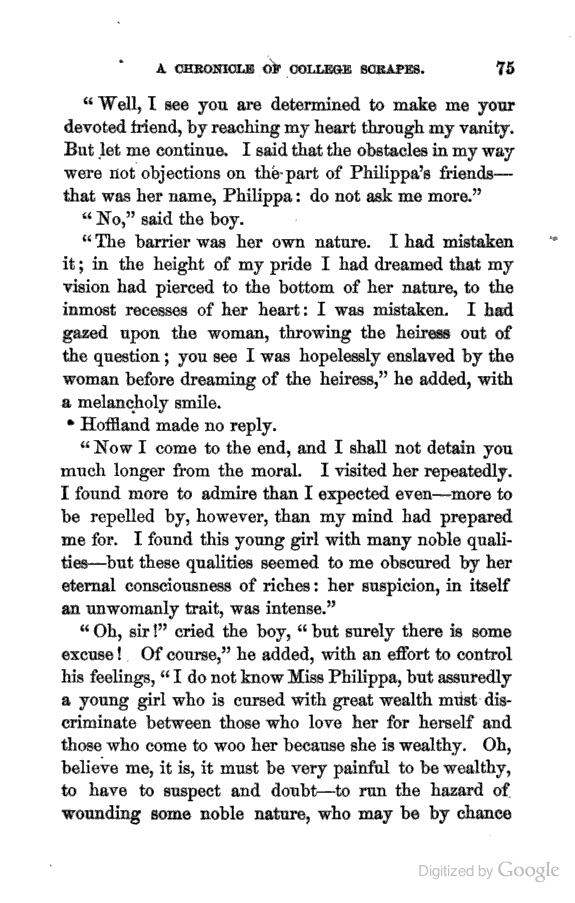 A CHRONICLE OF COLLEGE SCRAPES. 75
“Well, I see you are determined to make me your
devoted friend, by reaching my heart through my vanity.
But let me continue. I said that the obstacles in my way
were not objections on the part of Philippa’s friends—
that was her name, Philippa: do not ask me more.”
“No,” said the boy.
“The barrier was her own nature. I had mistaken
it; in the height of my pride I had dreamed that my
vision had pierced to the bottom of her nature, to the
inmost recesses of her heart: I was mistaken. I had
gazed upon the woman, throwing the heiress out of
the question; you see I was hopelessly enslaved by the
woman before dreaming of the heiress,” he added, with
a melancholy smile.
Hoffland made no reply.
“Now I come to the end, and I shall not detain you
much longer from the moral. I visited her repeatedly.
I found more to admire than I expected even—more to
be repelled by, however, than my mind had prepared
me for. I found this young girl with many noble quali-
ties—but these qualities seemed to me obscured by her
eternal consciousness of riches: her suspicion, in itself
an unwomanly trait, was intense.”
“Oh, sir!” cried the boy, “but surely there is some
excuse! Of course,” he added, with an effort to control
his feelings, “I do not know Miss Philippa, but assuredly
a young girl who is cursed with great wealth must dis-
criminate between those who love her for herself and
those who come to woo her because she is wealthy. Oh,
believe me, it is, it must be very painful to be wealthy,
to have to suspect and doubt—to run the hazard of
wounding some noble nature, who may be by chance
Digitized by Google